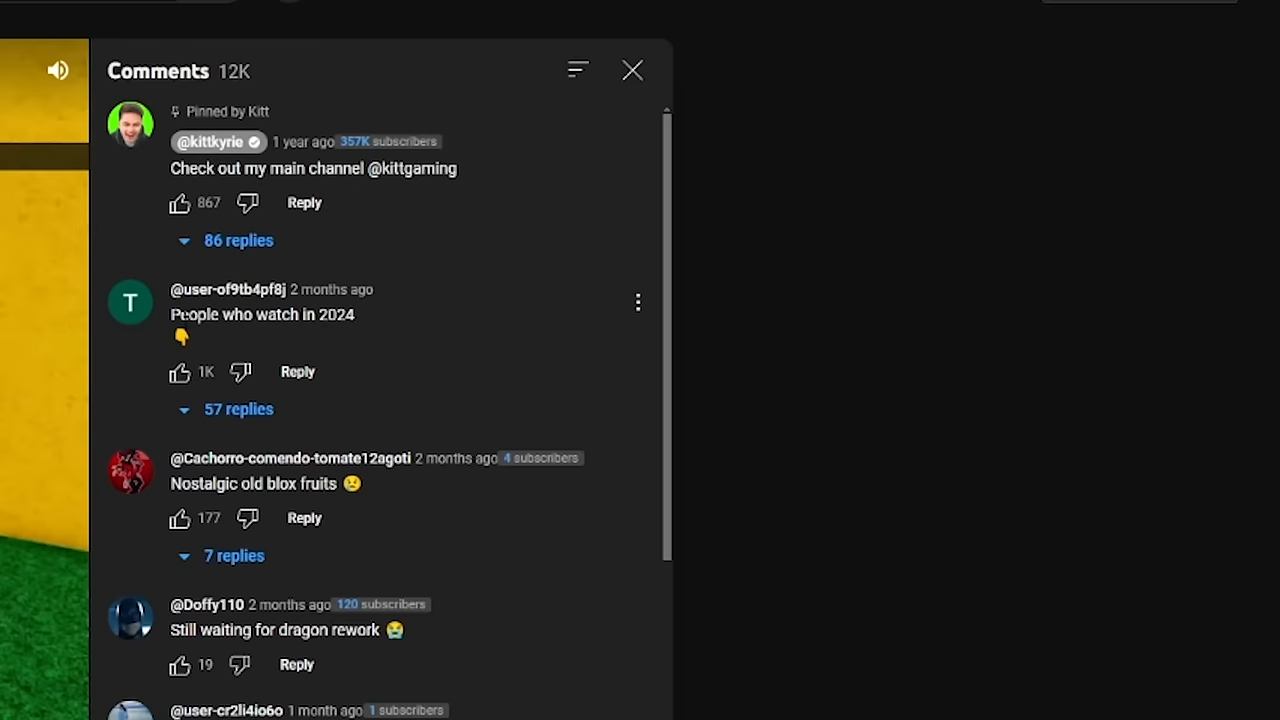 Comments 12K
Pinned by Kitt
@kittkyrie 1 year ago 357K subscribers
Check out my main channel @kittgaming
867 Reply
86 replies
T
@user-of9tb4pf8j 2 months ago
People who watch in 2024
👇
1K Reply
57 replies
@Cachorro-comendo-tomate12agoti 2 months ago 4 subscribers
Nostalgic old blox fruits 😢
177 Reply
7 replies
@Doffy110 2 months ago 120 subscribers
Still waiting for dragon rework 😭
19 Reply
@user-cr2li4io6o 1 month ago 1 subscribers